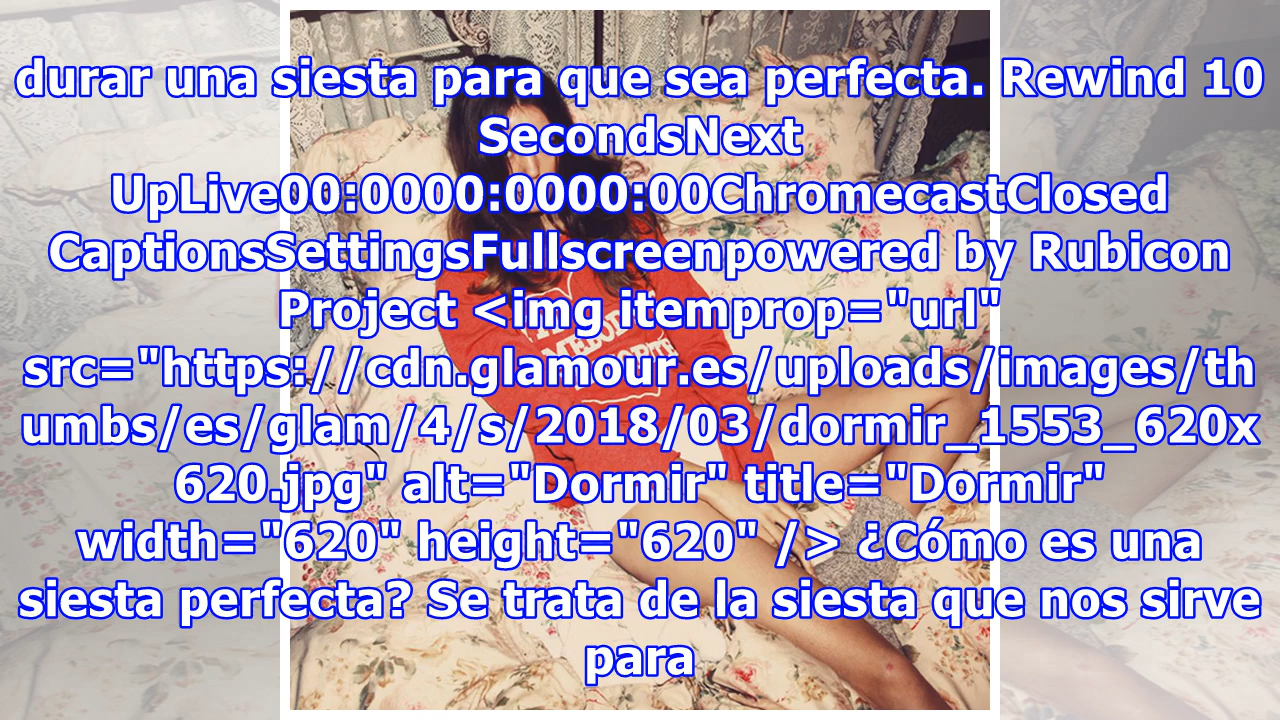 durar una siesta para que sea perfecta. Rewind 10
SecondsNext
UpLive00:0000:0000:00ChromecastClosed
CaptionsSettingsFullscreenpowered by Rubicon
Project <img itemprop="url"
src="https://cdn.glamour.es/uploads/images/th
umbs/es/glam/4/s/2018/03/dormir_1553_620x
620.jpg" alt="Dormir" title="Dormir"
width="620" height="620" /> ¿Cómo es una
siesta perfecta? Se trata de la siesta que nos sirve
para